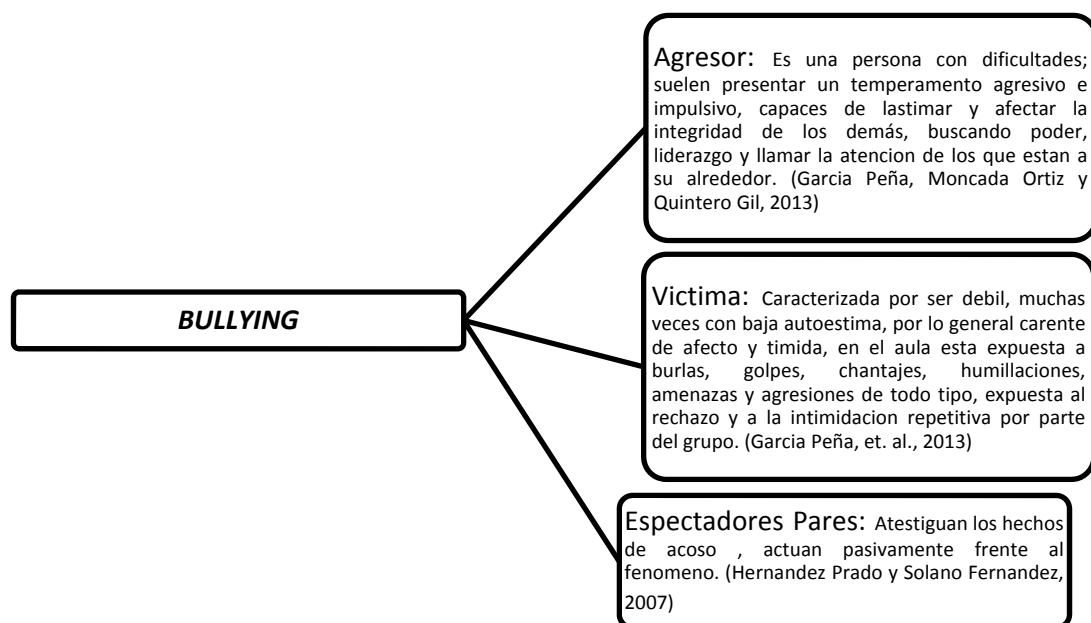 Agresor: Es una persona con dificultades;
suelen presentar un temperamento agresivo e
impulsivo, capaces de lastimar y afectar la
integridad de los demás, buscando poder,
liderazgo y llamar la atencion de los que estan a
su alrededor. (Garcia Peña, Moncada Ortiz y
Quintero Gil, 2013)
BULLYING
Victima: Caracterizada por ser debil, muchas
veces con baja autoestima, por lo general carente
de afecto y timida, en el aula esta expuesta a
burlas, golpes, chantajes, humillaciones,
amenazas y agresiones de todo tipo, expuesta al
rechazo y a la intimidacion repetitiva por parte
del grupo. (Garcia Peña, et. al., 2013)
Espectadores Pares: Atestiguan los hechos
de acoso , actuan pasivamente frente al
fenomeno. (Hernandez Prado y Solano Fernandez,
2007)